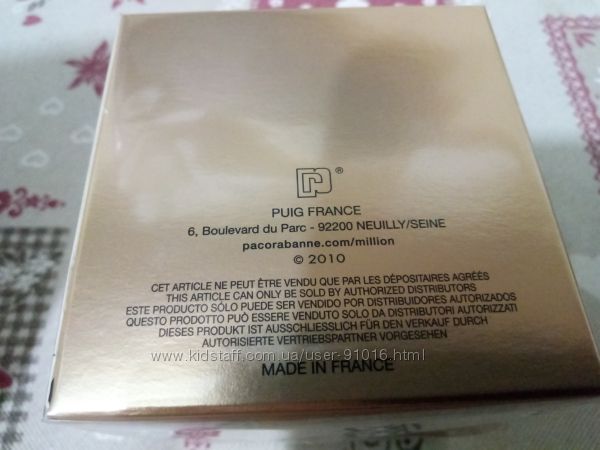 ®
PUIG FRANCE
6, Boulevard du Parc - 92200 NEUILLY/SEINE
pacorabanne.com/million
© 2010
CET ARTICLE NE PEUT ÊTRE VENDU QUE PAR LES DÉPOSITAIRES AGRÉÉS
THIS ARTICLE CAN ONLY BE SOLD BY AUTHORIZED DISTRIBUTORS
ESTE PRODUCTO SÓLO PUEDE SER VENDIDO POR DISTRIBUIDORES AUTORIZADOS
QUESTO PRODOTTO PUÒ ESSERE VENDUTO SOLO DA DISTRIBUTORI AUTORIZZATI
DIESES PRODUKT IST AUSSCHLIESSLICH FÜR DEN VERKAUF DURCH
AUTORISIERTE VERTRIEBSPARTNER VORGESEHEN
www.kidstaff.com.ua/user-91016.html
MADE IN FRANCE